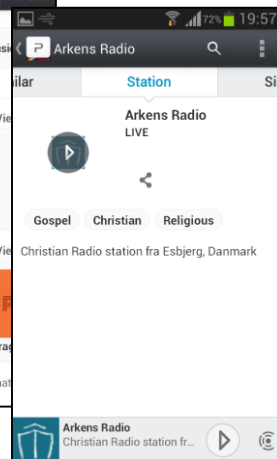 72% 19:57
Arkens Radio
ilar Station Si
Arkens Radio
LIVE
Gospel Christian Religious
Christian Radio station fra Esbjerg, Danmark
Arkens Radio
Christian Radio station fr...